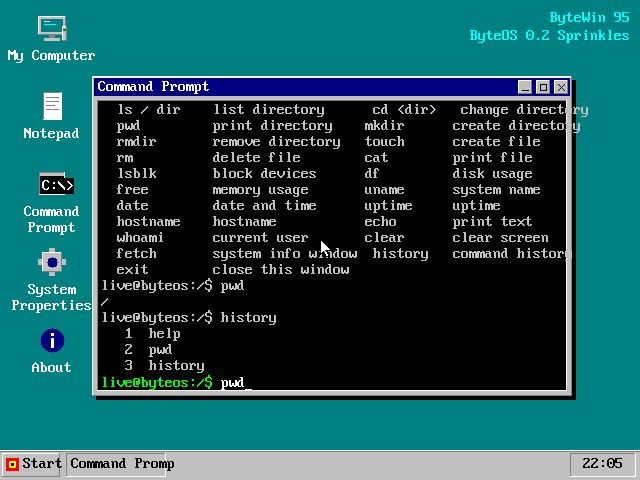 ByteWin 95
ByteOS 0.2 Sprinkles
My Computer
Notepad
C:\>
Command
Prompt
System
Properties
i
About
Command Prompt
ls / dir list directory cd <dir> change directory
pwd print directory mkdir create directory
rmdir remove directory touch create file
rm delete file cat print file
lsblk block devices df disk usage
free memory usage uname system name
date date and time uptime uptime
hostname hostname echo print text
whoami current user clear clear screen
fetch system info window history command history
exit close this window
live@byteos:/$ pwd
/
live@byteos:/$ history
1 help
2 pwd
3 history
live@byteos:/$ pwd_
Start
Command Promp
22:05